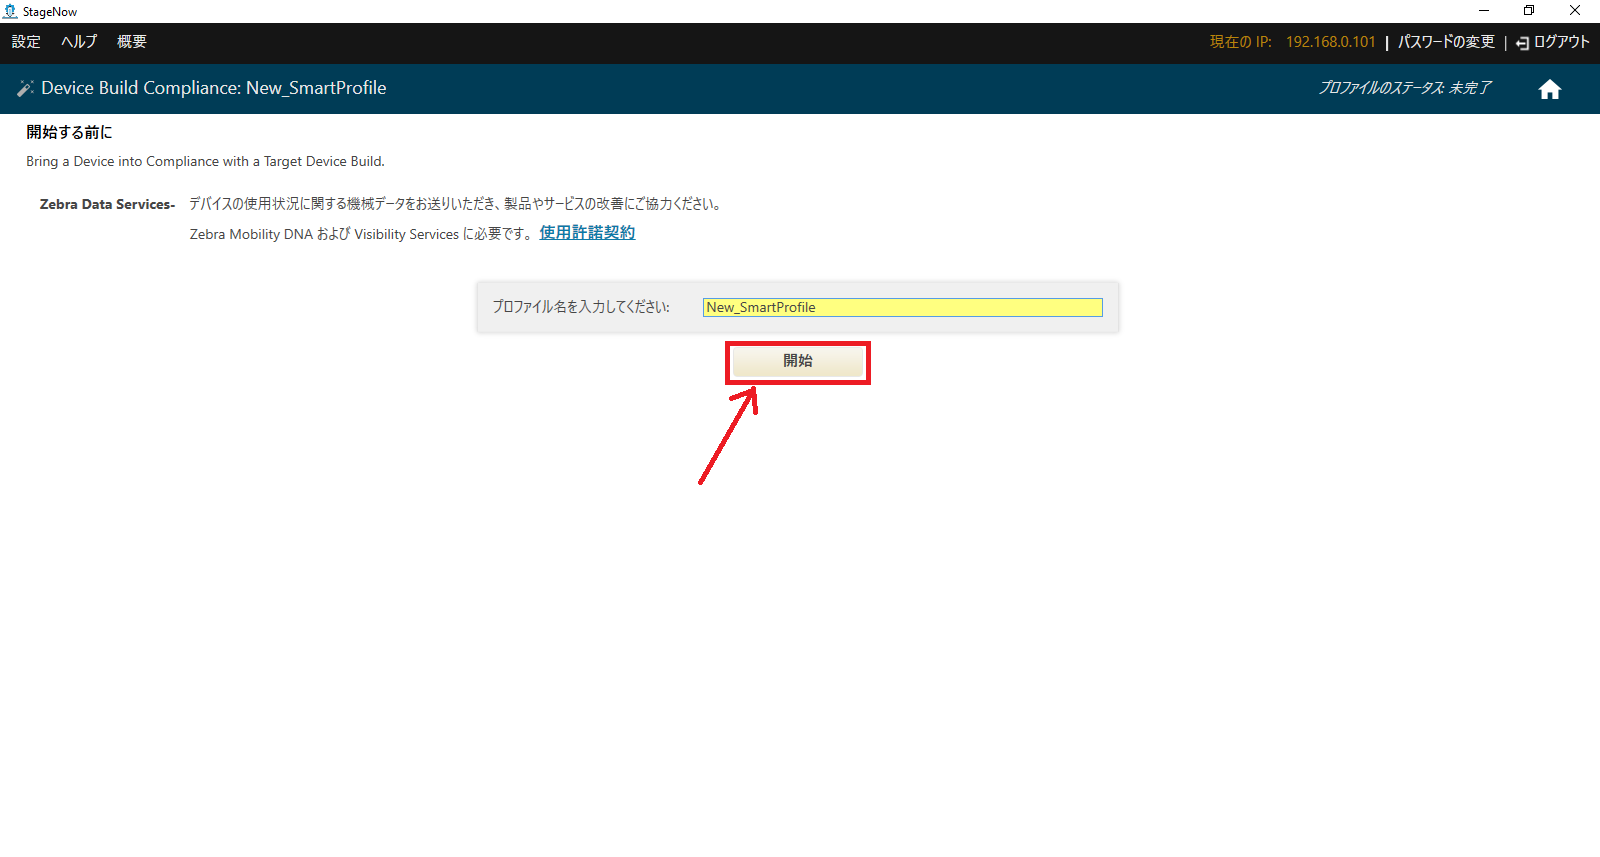 StageNow
設定 ヘルプ 概要 現在の IP: 192.168.0.101 | パスワードの変更 | ログアウト
Device Build Compliance: New_SmartProfile プロファイルのステータス: 未完了
開始する前に
Bring a Device into Compliance with a Target Device Build.
Zebra Data Services- デバイスの使用状況に関する機械データをお送りいただき、製品やサービスの改善にご協力ください。
Zebra Mobility DNA および Visibility Services に必要です。 使用許諾契約
プロファイル名を入力してください: New_SmartProfile
開始